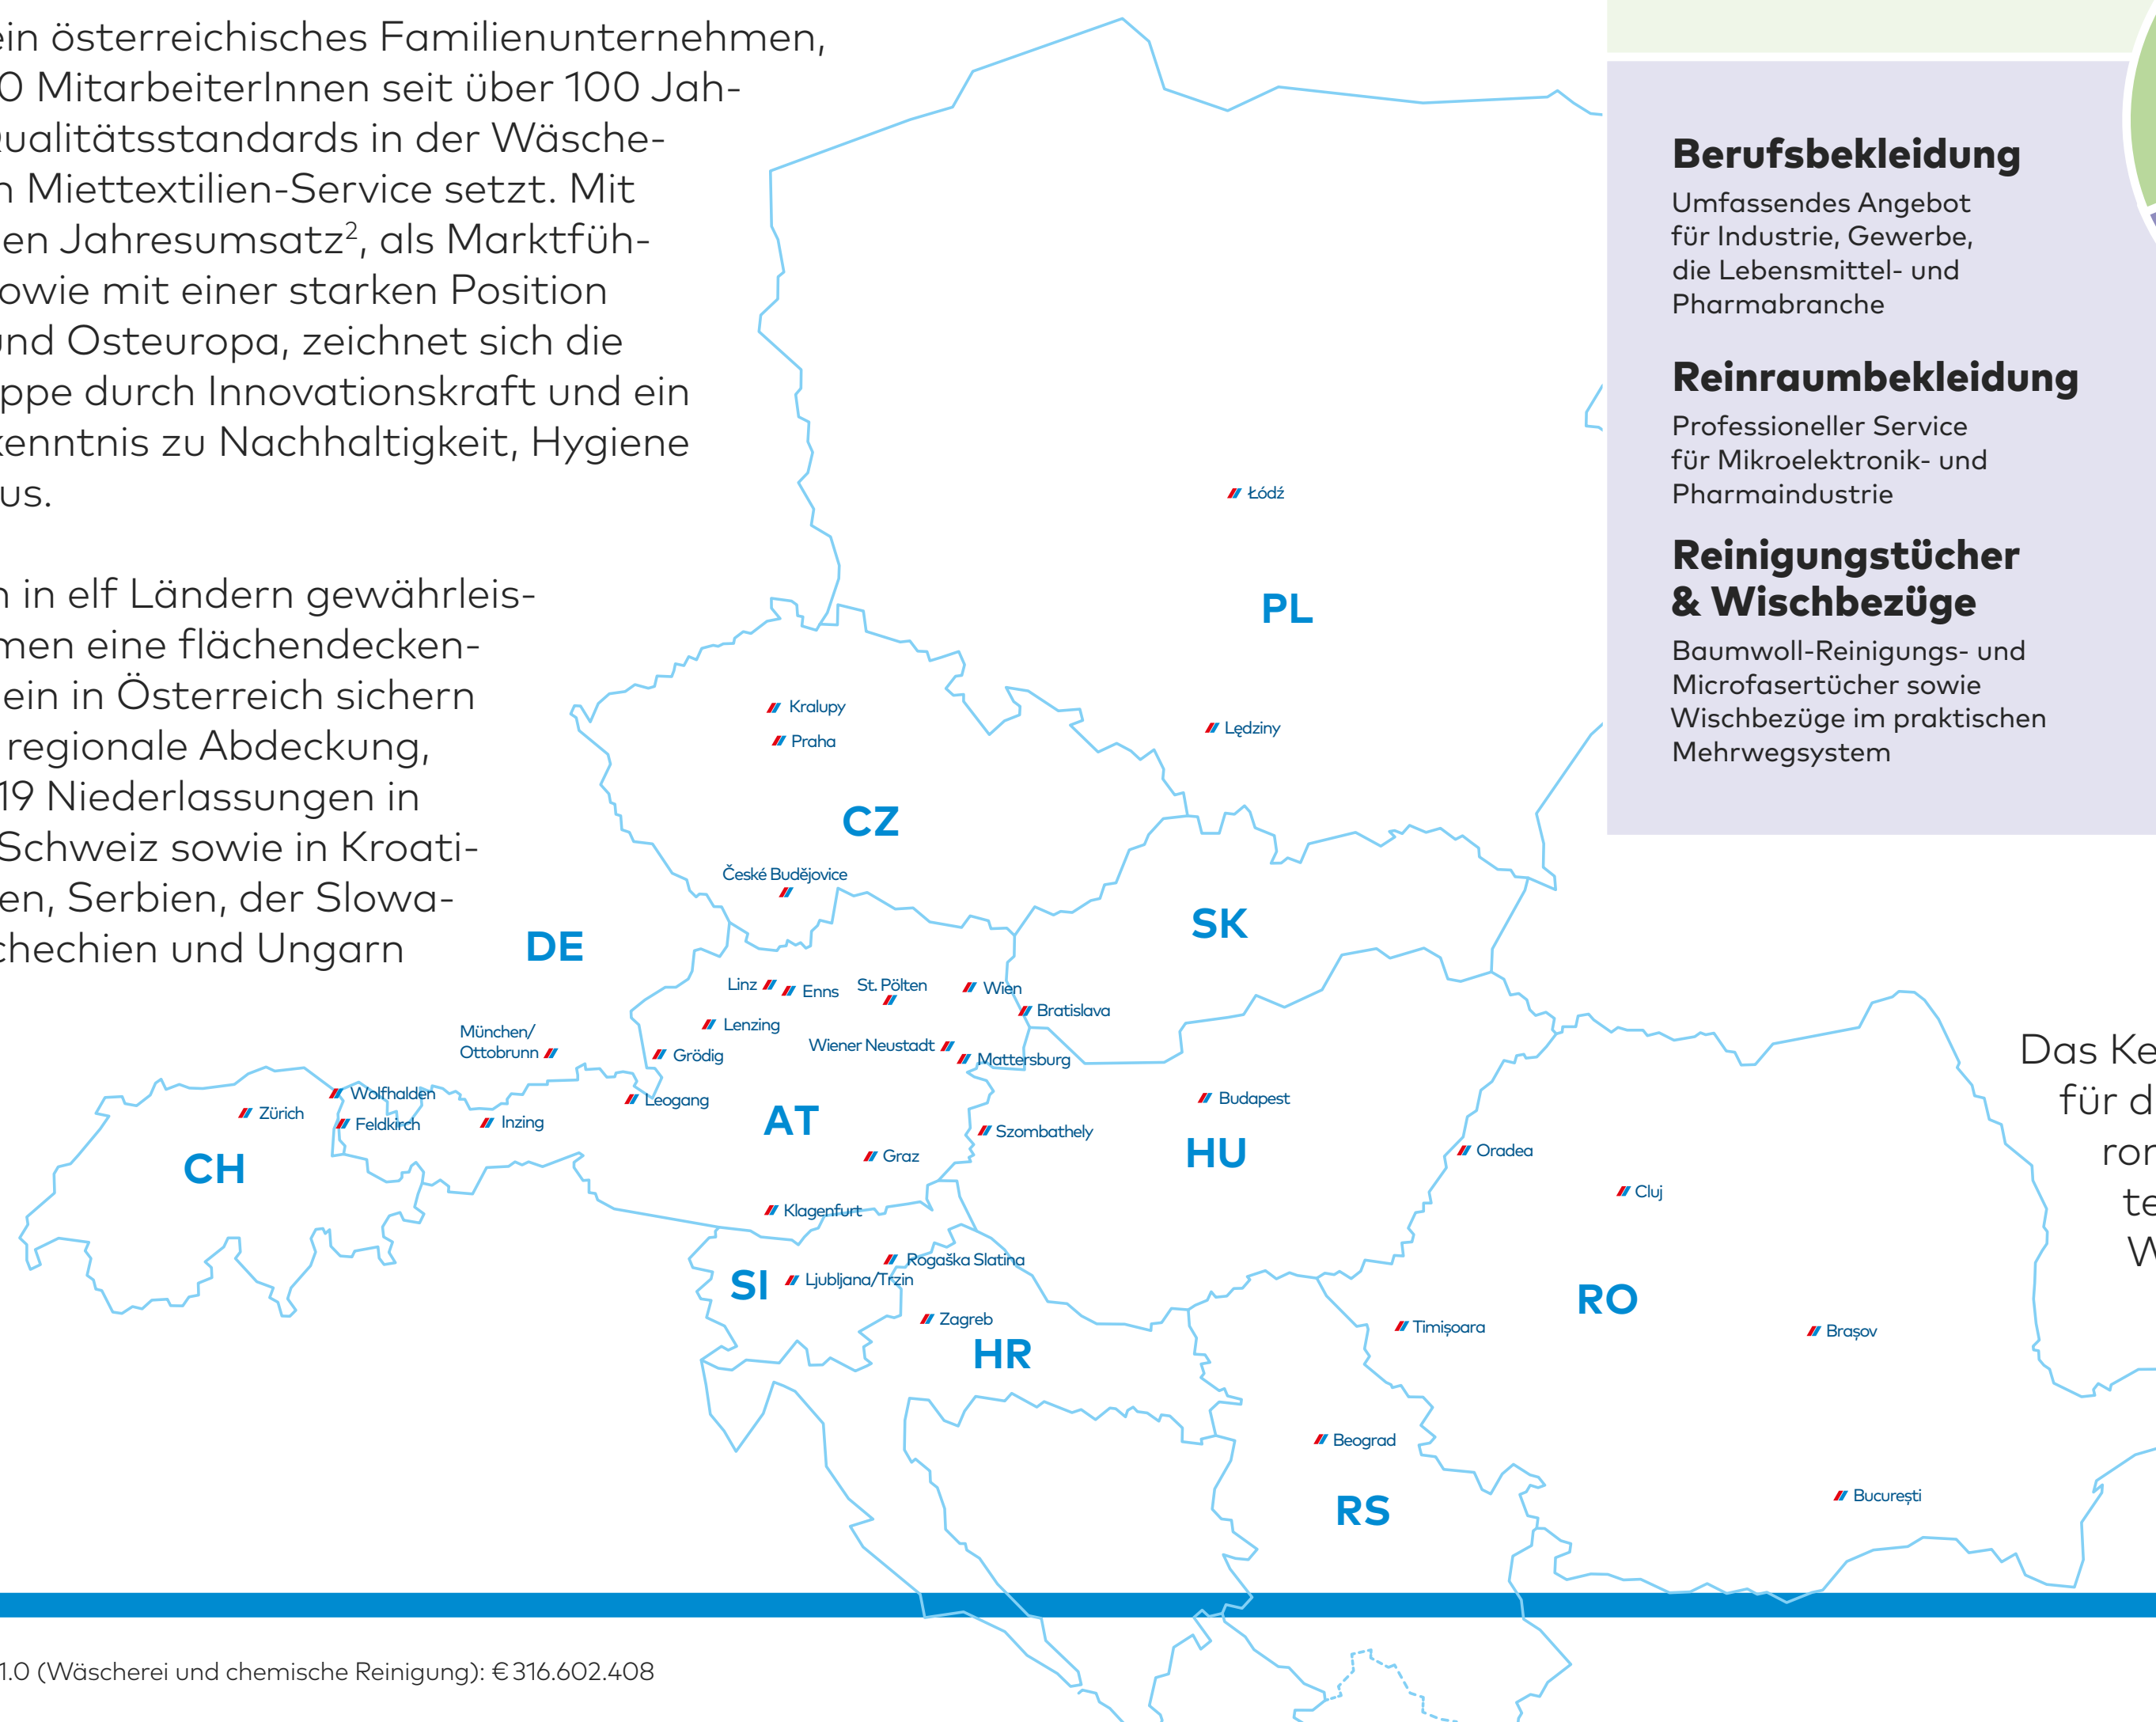 ein österreichisches Familienunternehmen,
0 MitarbeiterInnen seit über 100 Jah-
ualitätsstandards in der Wäsche-
n Miettextilien-Service setzt. Mit
en Jahresumsatz², als Marktfüh-
owie mit einer starken Position
und Osteuropa, zeichnet sich die
ppe durch Innovationskraft und ein
kenntnis zu Nachhaltigkeit, Hygiene
us.
n in elf Ländern gewährleis-
men eine flächendecken-
ein in Österreich sichern
regionale Abdeckung,
19 Niederlassungen in
Schweiz sowie in Kroati-
en, Serbien, der Slowa-
chechien und Ungarn
Berufsbekleidung
Umfassendes Angebot
für Industrie, Gewerbe,
die Lebensmittel- und
Pharmabranche
Reinraumbekleidung
Professioneller Service
für Mikroelektronik- und
Pharmaindustrie
Reinigungstücher
& Wischbezüge
Baumwoll-Reinigungs- und
Microfasertücher sowie
Wischbezüge im praktischen
Mehrwegsystem
Łódź
PL
Kralupy
Lędziny
Praha
CZ
České Budějovice
SK
DE
Linz
Enns
St. Pölten
Wien
Bratislava
Lenzing
München/
Ottobrunn
Wiener Neustadt
Grödig
Mattersburg
Wolfhalden
Leogang
Budapest
Zürich
Feldkirch
Inzing
AT
Szombathely
HU
CH
Graz
Oradea
Cluj
Klagenfurt
Rogaška Slatina
SI
Ljubljana/Trzin
RO
Zagreb
Timișoara
Brașov
HR
Beograd
București
RS
Das Ke
für d
ror
te
W
1.0 (Wäscherei und chemische Reinigung): € 316.602.408